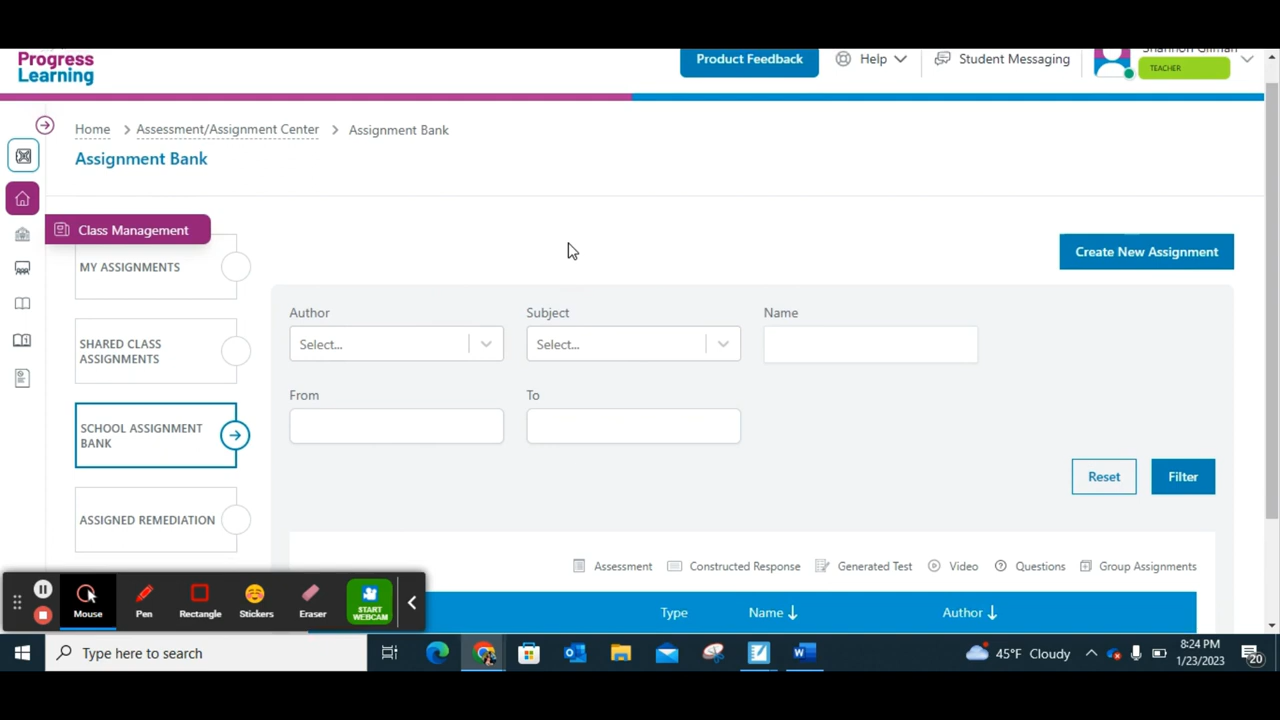 Progress
Learning
Product Feedback
Help
Student Messaging
Shannon Gilman
TEACHER
Home
Assessment/Assignment Center
Assignment Bank
Assignment Bank
Class Management
MY ASSIGNMENTS
SHARED CLASS
ASSIGNMENTS
SCHOOL ASSIGNMENT
BANK
ASSIGNED REMEDIATION
Create New Assignment
Author
Subject
Name
Select...
Select...
From
To
Reset
Filter
Assessment
Constructed Response
Generated Test
Video
Questions
Group Assignments
Type
Name
Author
Mouse
Pen
Rectangle
Stickers
Eraser
START
WEBCAM
Type here to search
45°F Cloudy
8:24 PM
1/23/2023
20